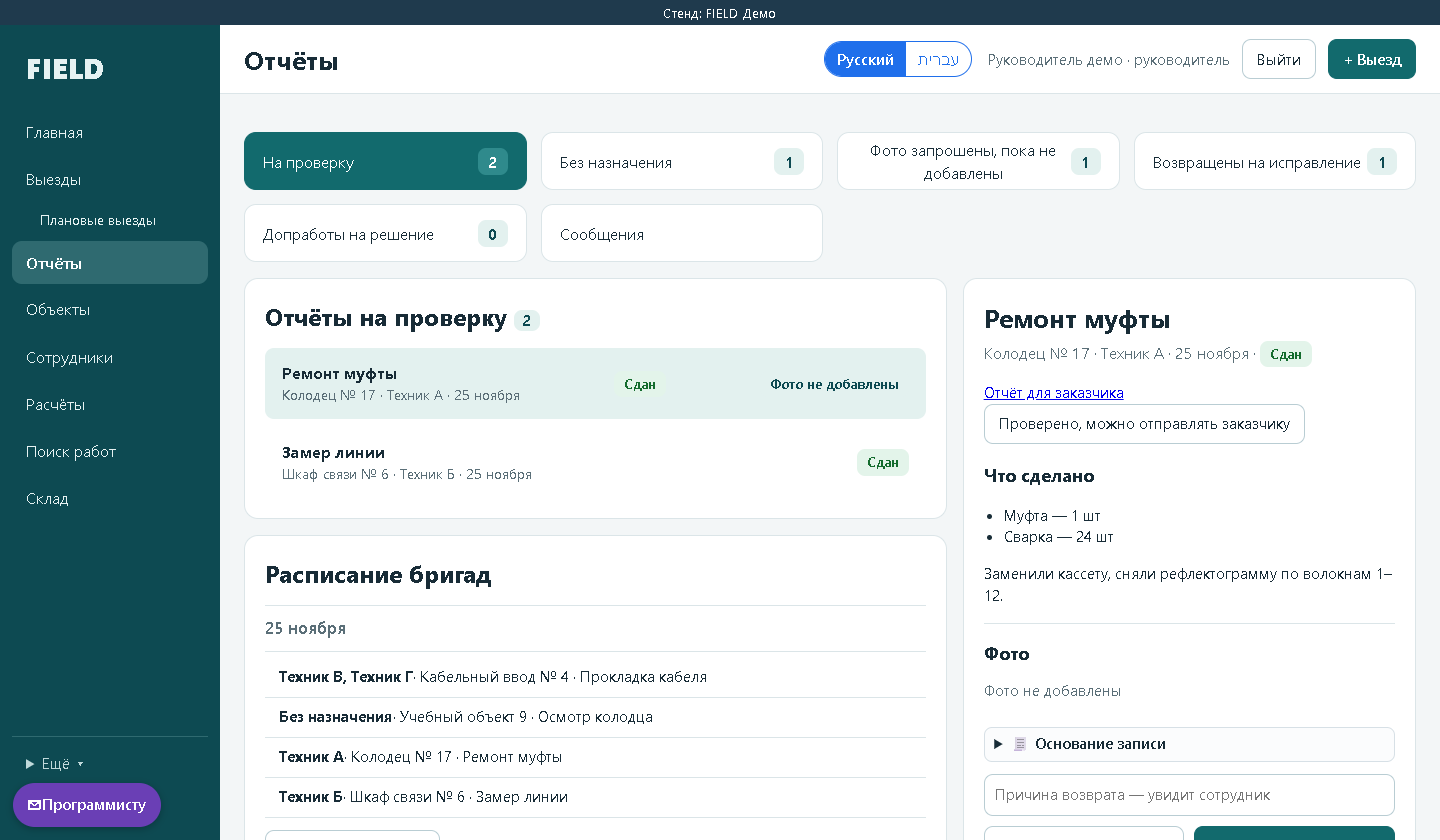 Стенд: FIELD Демо
FIELD
Главная
Выезды
Плановые выезды
Отчёты
Объекты
Сотрудники
Расчёты
Поиск работ
Склад
Ещё
Программисту
Отчёты
Русский
עברית
Руководитель демо · руководитель
Выйти
+ Выезд
На проверку 2
Без назначения 1
Фото запрошены, пока не
добавлены 1
Возвращены на исправление 1
Допработы на решение 0
Сообщения
Отчёты на проверку 2
Ремонт муфты
Колодец № 17 · Техник А · 25 ноября
Сдан
Фото не добавлены
Замер линии
Шкаф связи № 6 · Техник Б · 25 ноября
Сдан
Расписание бригад
25 ноября
Техник В, Техник Г· Кабельный ввод № 4 · Прокладка кабеля
Без назначения· Учебный объект 9 · Осмотр колодца
Техник А· Колодец № 17 · Ремонт муфты
Техник Б· Шкаф связи № 6 · Замер линии
Ремонт муфты
Колодец № 17 · Техник А · 25 ноября · Сдан
Отчёт для заказчика
Проверено, можно отправлять заказчику
Что сделано
• Муфта — 1 шт
• Сварка — 24 шт
Заменили кассету, сняли рефлектограмму по волокнам 1–
12.
Фото
Фото не добавлены
Основание записи
Причина возврата — увидит сотрудник